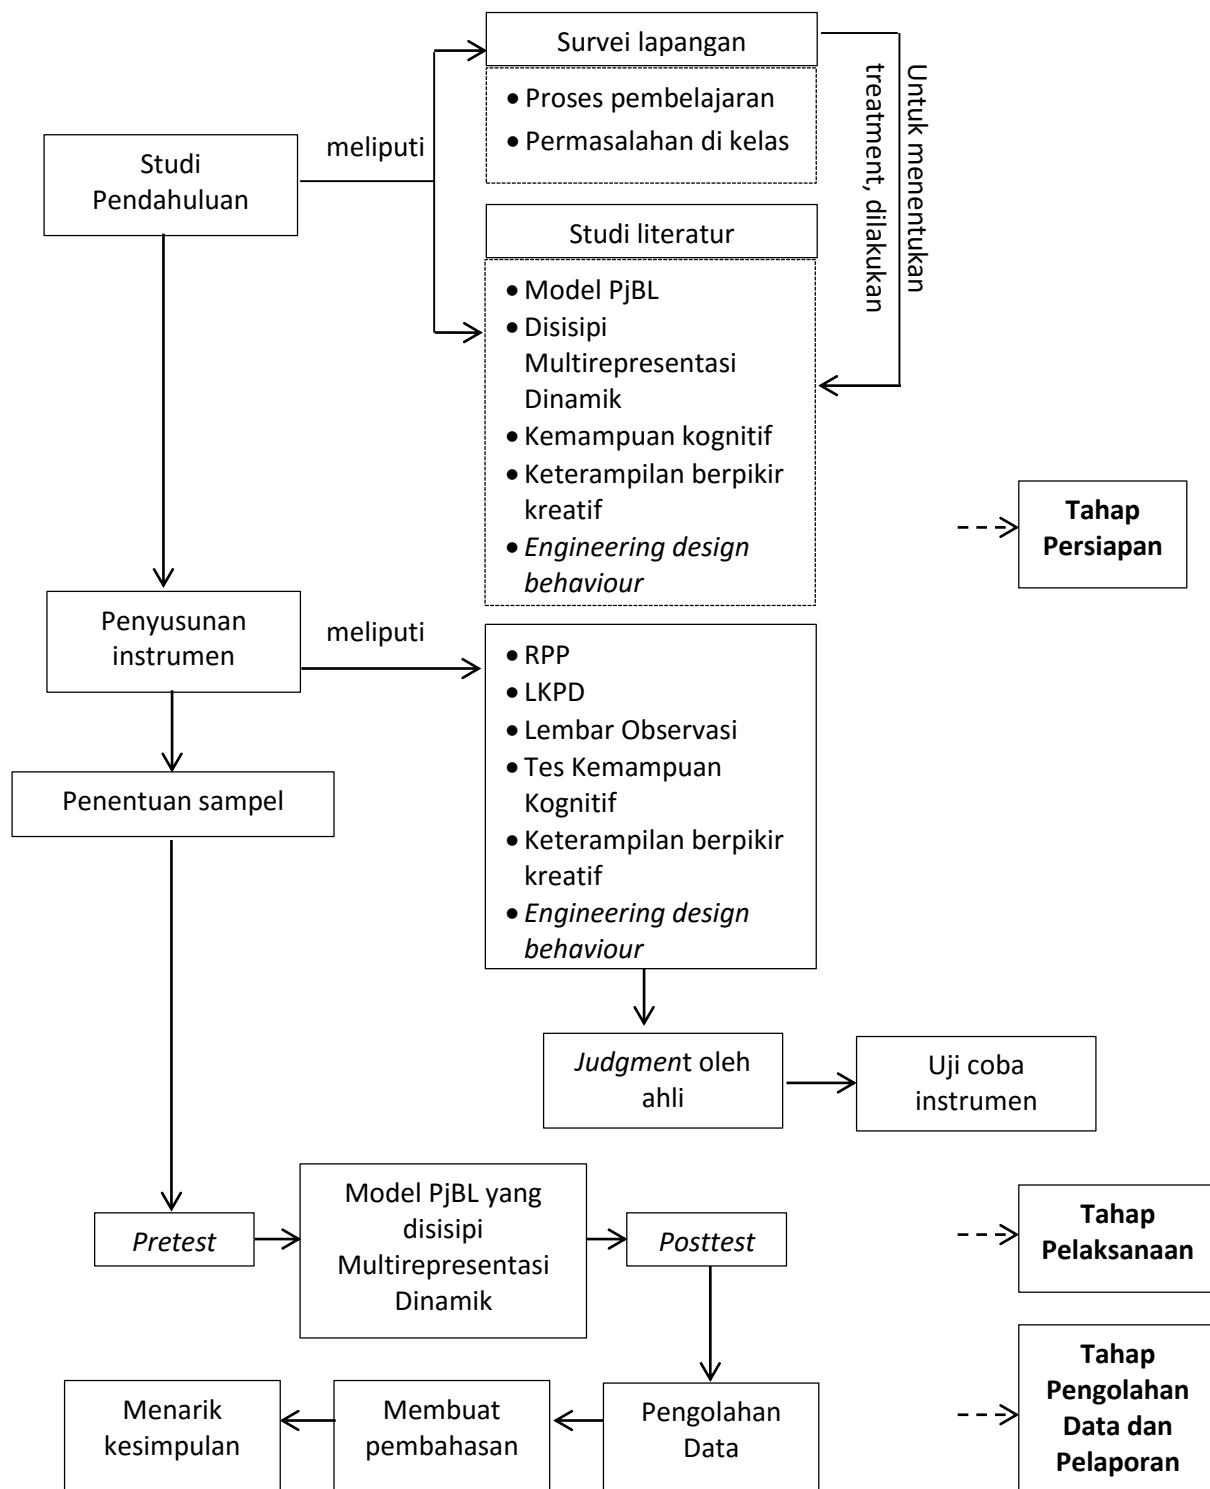 Survei lapangan
• Proses pembelajaran
• Permasalahan di kelas
Untuk menentukan
treatment, dilakukan
meliputi
Studi
Pendahuluan
Studi literatur
• Model PjBL
• Disisipi
Multirepresentasi
Dinamik
• Kemampuan kognitif
• Keterampilan berpikir
kreatif
• Engineering design
behaviour
Tahap
Persiapan
Penyusunan
instrumen
meliputi
• RPP
• LKPD
• Lembar Observasi
• Tes Kemampuan
Kognitif
• Keterampilan berpikir
kreatif
• Engineering design
behaviour
Penentuan sampel
Judgment oleh
ahli
Uji coba
instrumen
Pretest
Model PjBL yang
disisipi
Multirepresentasi
Dinamik
Posttest
Tahap
Pelaksanaan
Menarik
kesimpulan
Membuat
pembahasan
Pengolahan
Data
Tahap
Pengolahan
Data dan
Pelaporan